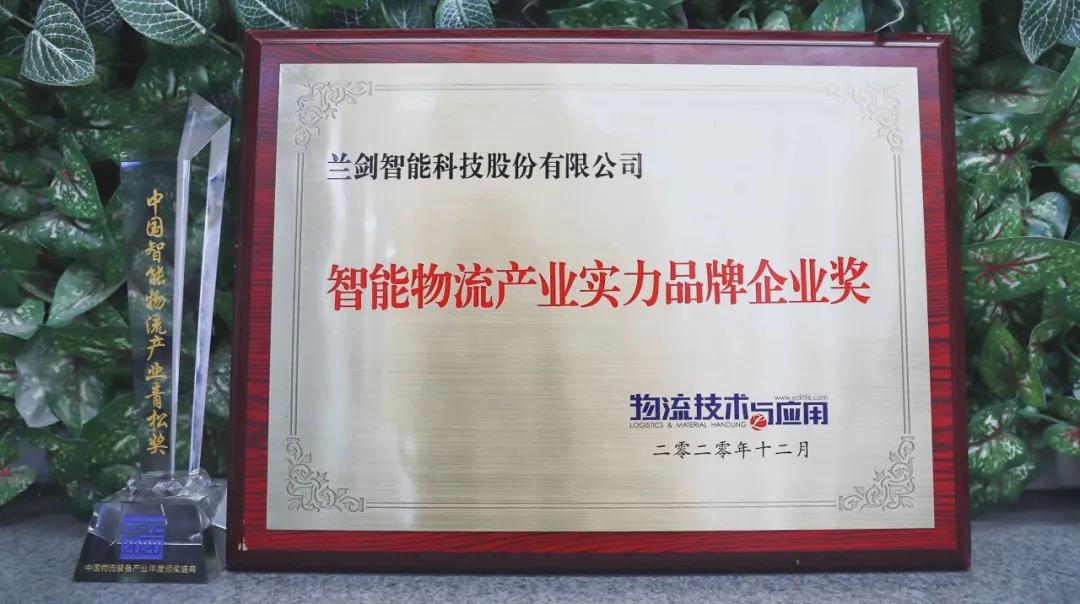 中国智能物流产业青松奖
2020
中国物流装备产业年度颁奖盛典
兰剑智能科技股份有限公司
智能物流产业实力品牌企业奖
www.edit56.com
物流技术与应用
LOGISTICS & MATERIAL HANDLING
二零二零年十二月